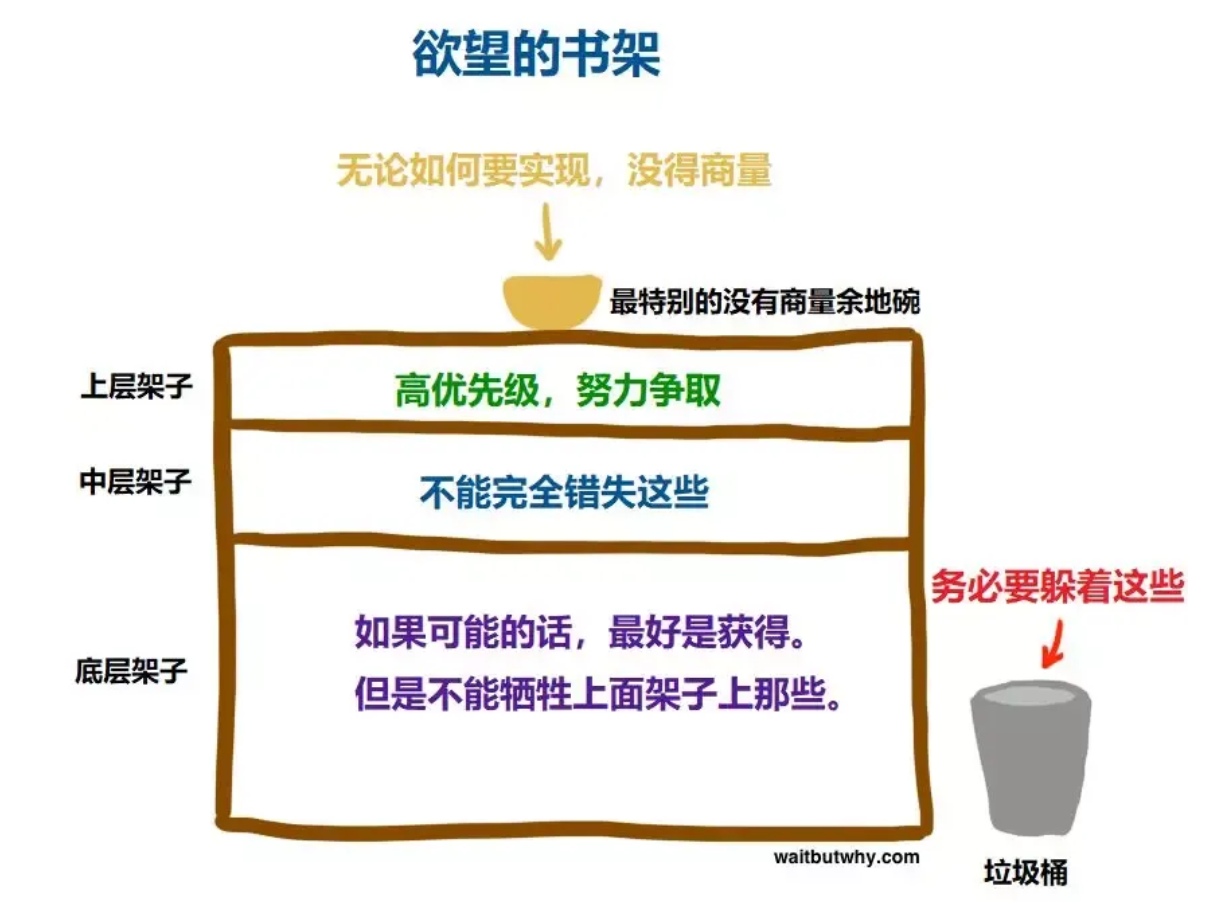 欲望的书架
无论如何要实现，没得商量
最特别的没有商量余地碗
上层架子
高优先级，努力争取
中层架子
不能完全错失这些
务必要躲着这些
如果可能的话，最好是获得。
底层架子
但是不能牺牲上面架子上那些。
waitbutwhy.com
垃圾桶